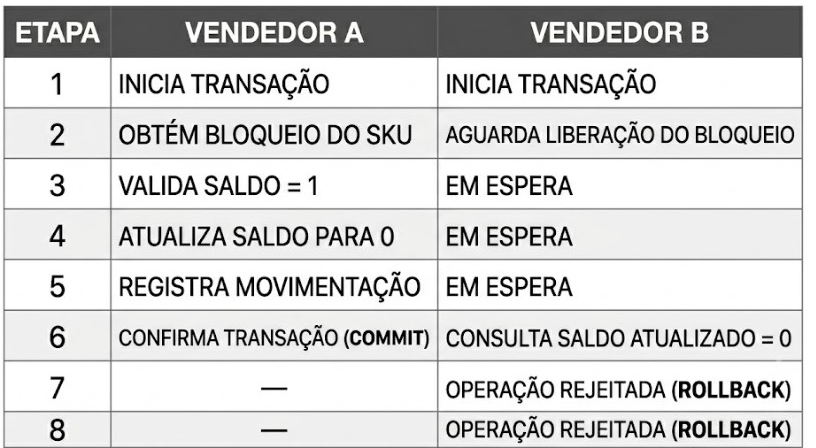 ETAPA VENDEDOR A VENDEDOR B
1 INICIA TRANSAÇÃO INICIA TRANSAÇÃO
2 OBTÉM BLOQUEIO DO SKU AGUARDA LIBERAÇÃO DO BLOQUEIO
3 VALIDA SALDO = 1 EM ESPERA
4 ATUALIZA SALDO PARA 0 EM ESPERA
5 REGISTRA MOVIMENTAÇÃO EM ESPERA
6 CONFIRMA TRANSAÇÃO (COMMIT) CONSULTA SALDO ATUALIZADO = 0
7 — OPERAÇÃO REJEITADA (ROLLBACK)
8 — OPERAÇÃO REJEITADA (ROLLBACK)